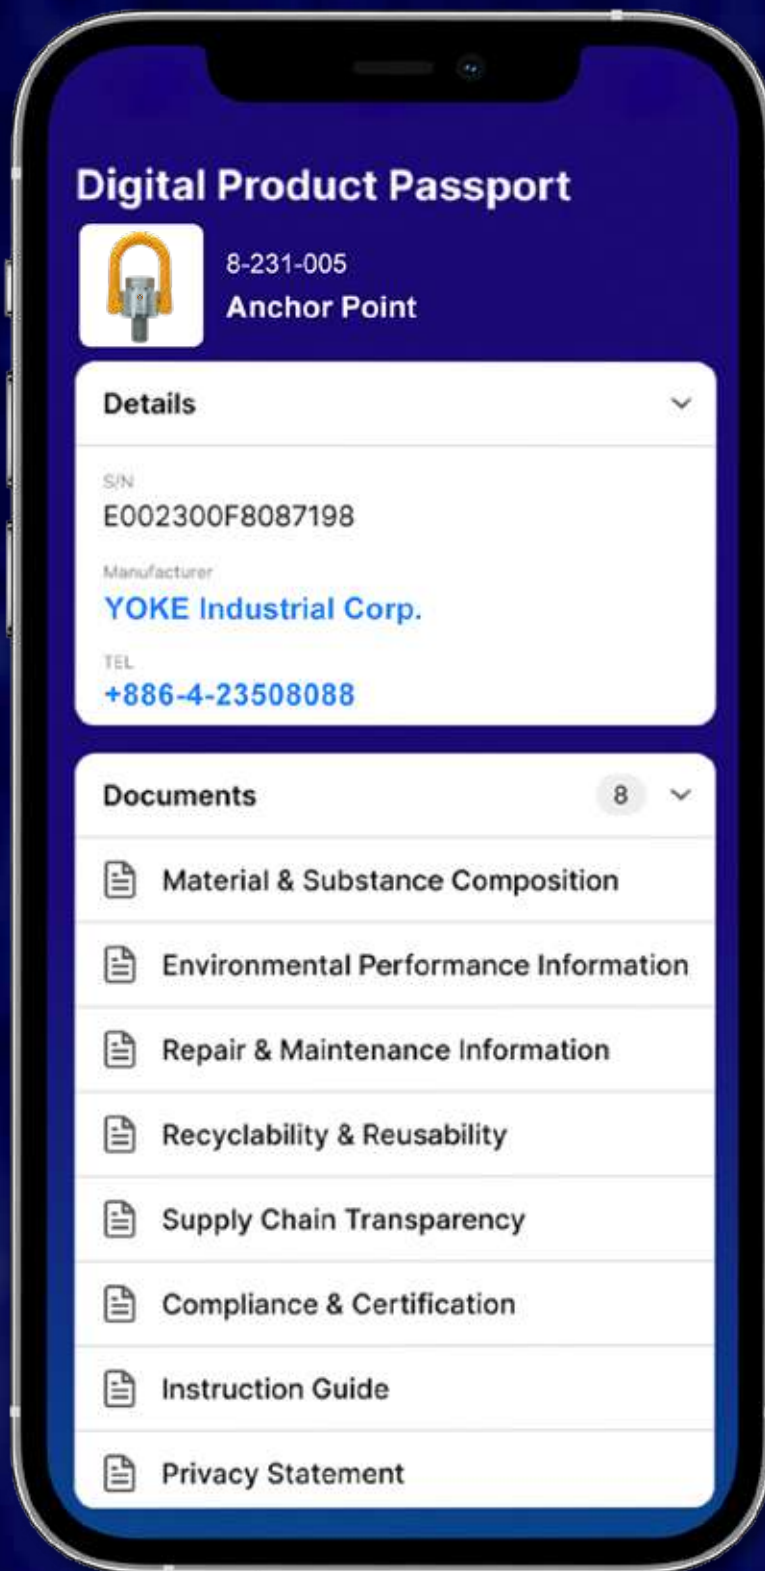 Digital Product Passport
8-231-005
Anchor Point
Details
S/N
E002300F8087198
Manufacturer
YOKE Industrial Corp.
TEL
+886-4-23508088
Documents 8
Material & Substance Composition
Environmental Performance Information
Repair & Maintenance Information
Recyclability & Reusability
Supply Chain Transparency
Compliance & Certification
Instruction Guide
Privacy Statement